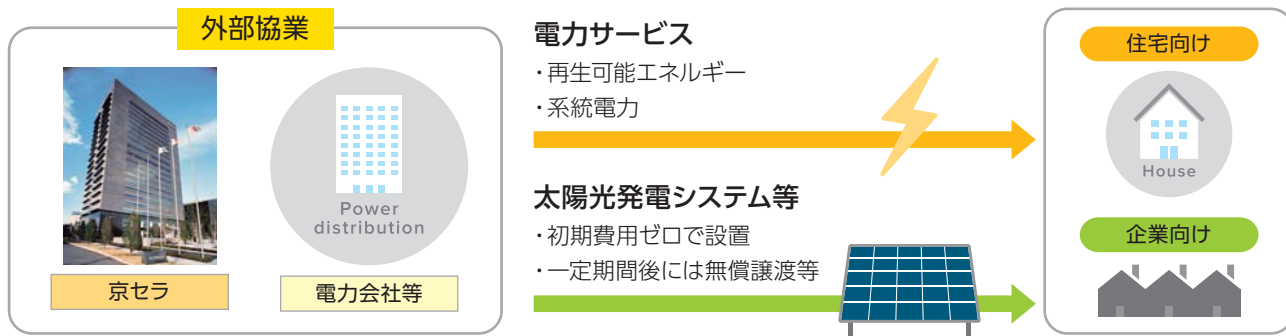 外部協業
Power
distribution
京セラ
電力会社等
電力サービス
・再生可能エネルギー
・系統電力
太陽光発電システム等
・初期費用ゼロで設置
・一定期間後には無償譲渡等
住宅向け
House
企業向け